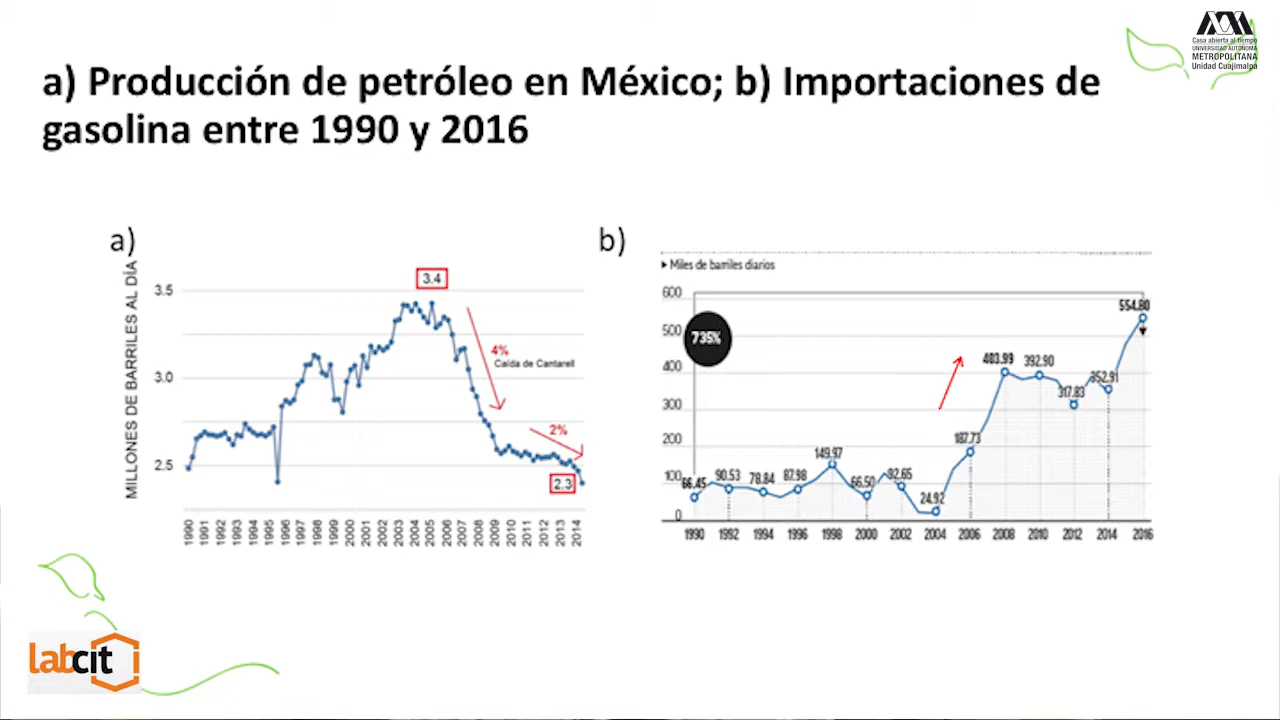 Casa abierta al tiempo
UNIVERSIDAD AUTÓNOMA
METROPOLITANA
Unidad Cuajimalpa
a) Producción de petróleo en México; b) Importaciones de
gasolina entre 1990 y 2016
a)
MILLONES DE BARRILES AL DÍA
3.5
3.0
2.5
3.4
4%
Caída de Cantarell
2%
2.3
1990 1991 1992 1993 1994 1995 1996 1997 1998 1999 2000 2001 2002 2003 2004 2005 2006 2007 2008 2009 2010 2011 2012 2013 2014
b)
Miles de barriles diarios
600
500
400
300
200
100
0
735%
66.45 90.53 78.84 87.98 149.97 66.50 92.65 24.92 187.73 403.99 392.90 317.83 352.91 554.80
1990 1992 1994 1996 1998 2000 2002 2004 2006 2008 2010 2012 2014 2016
labcit